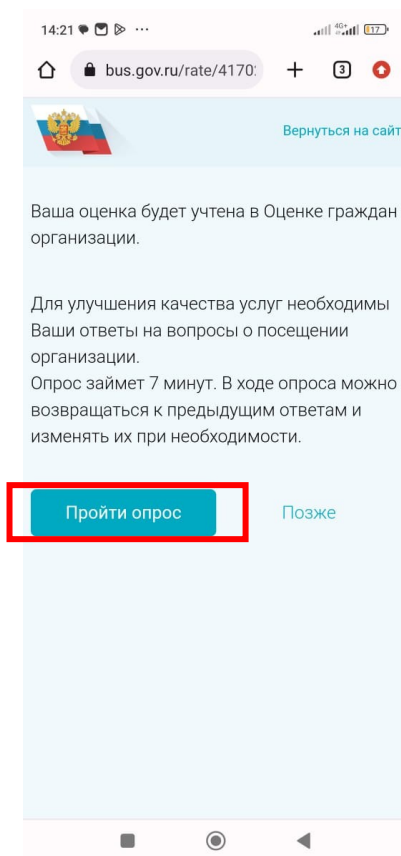 14:21
4G+
17
bus.gov.ru/rate/4170
3
Вернуться на сайт
Ваша оценка будет учтена в Оценке граждан
организации.
Для улучшения качества услуг необходимы
Ваши ответы на вопросы о посещении
организации.
Опрос займет 7 минут. В ходе опроса можно
возвращаться к предыдущим ответам и
изменять их при необходимости.
Пройти опрос
Позже